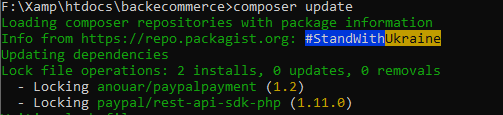 F:\Xamp\htdocs\backecommerce>composer update
Loading composer repositories with package information
Info from https://repo.packagist.org: #StandWithUkraine
Updating dependencies
Lock file operations: 2 installs, 0 updates, 0 removals
- Locking anouar/paypalpayment (1.2)
- Locking paypal/rest-api-sdk-php (1.11.0)